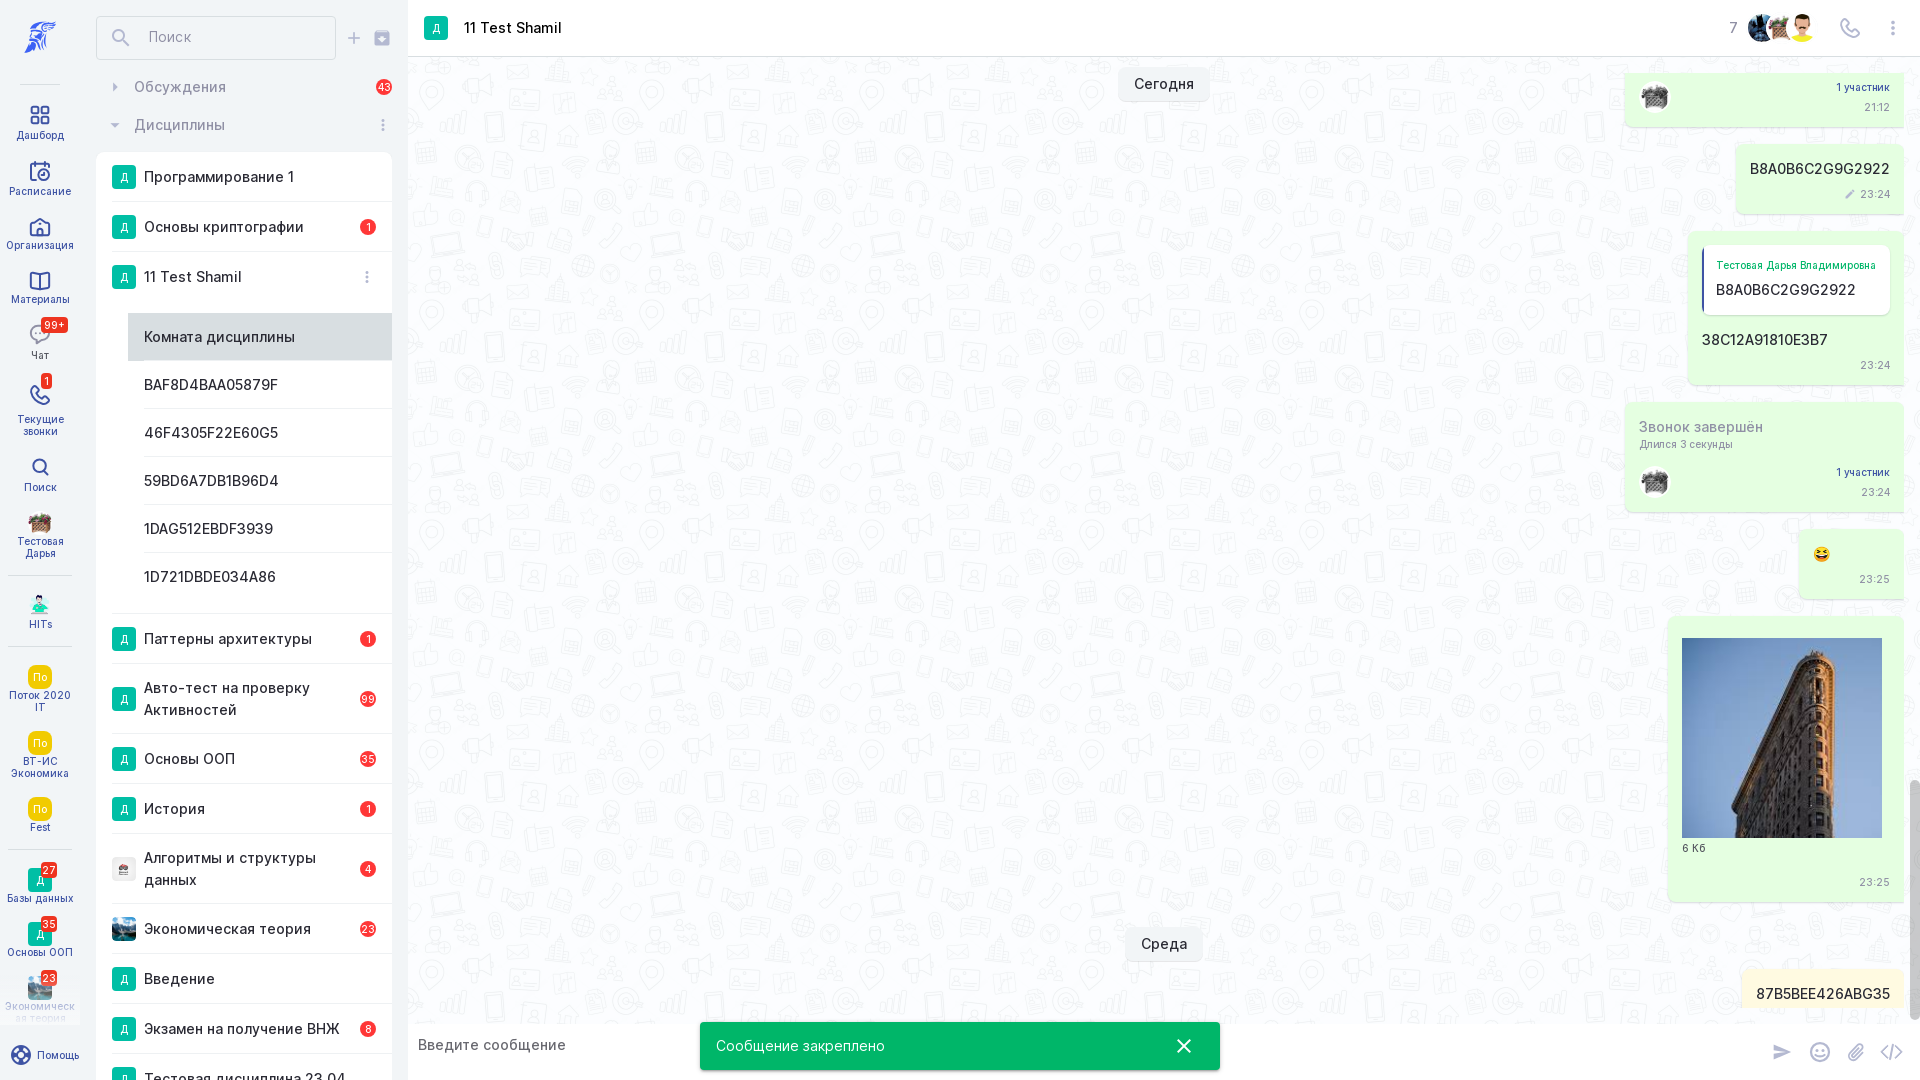 Дашборд
Расписание
Организация
Материалы
99+
Чат
1
Текущие
звонки
Поиск
Тестовая
Дарья
HITs
По
Поток 2020
IT
По
ВТ-ИС
Экономика
По
Fest
27
Д
Базы данных
35
Д
Основы ООП
23
Экономическ
ая теория
Помощь
Поиск
Обсуждения
43
Дисциплины
Д
Программирование 1
Д
Основы криптографии
1
Д
11 Test Shamil
Комната дисциплины
BAF8D4BAA05879F
46F4305F22E60G5
59BD6A7DB1B96D4
1DAG512EBDF3939
1D721DBDE034A86
Д
Паттерны архитектуры
1
Д
Авто-тест на проверку
Активностей
99
Д
Основы ООП
35
Д
История
1
Алгоритмы и структуры
данных
4
Экономическая теория
23
Д
Введение
Д
Экзамен на получение ВНЖ
8
Д
Тестовая дисциплина 23.04
Д
11 Test Shamil
7
Сегодня
1 участник
21:12
B8A0B6C2G9G2922
23:24
Тестовая Дарья Владимировна
B8A0B6C2G9G2922
38C12A91810E3B7
23:24
Звонок завершён
Длился 3 секунды
1 участник
23:24
23:25
6 Кб
23:25
Среда
87B5BEE426ABG35
Введите сообщение
Сообщение закреплено